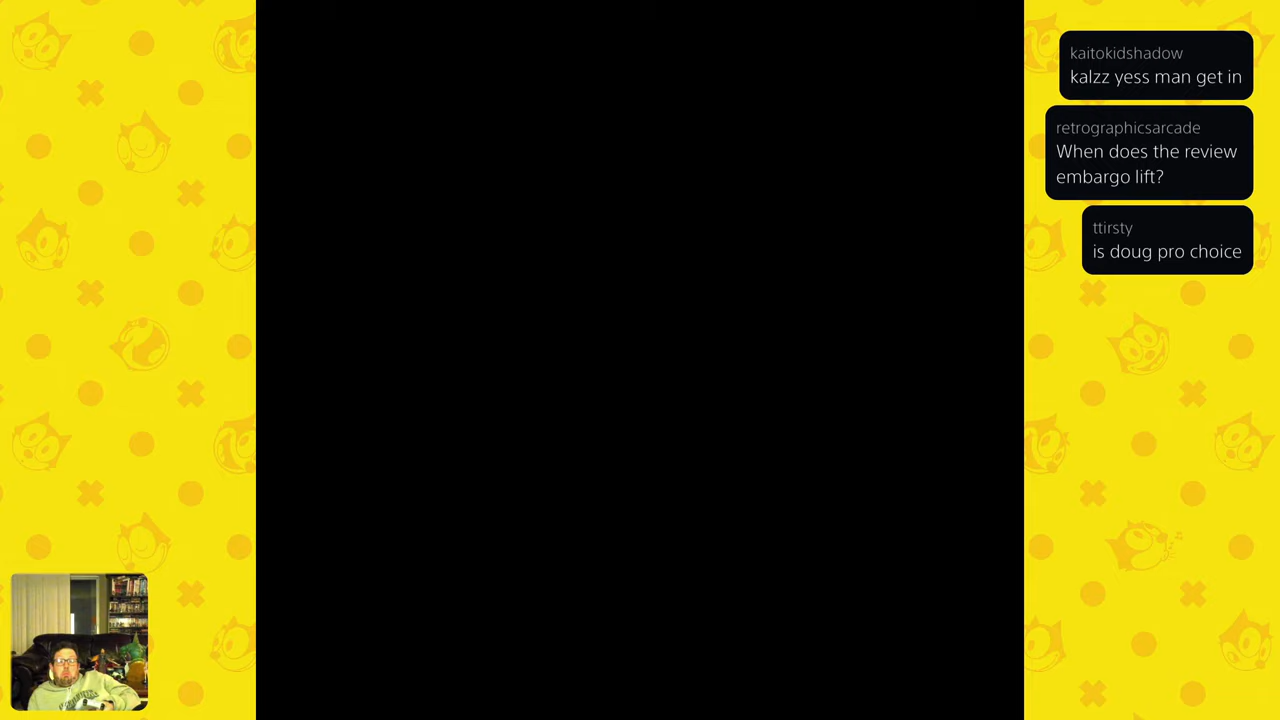 kaitokidshadow
kalzz yess man get in
retrographicsarcade
When does the review
embargo lift?
ttirsty
is doug pro choice